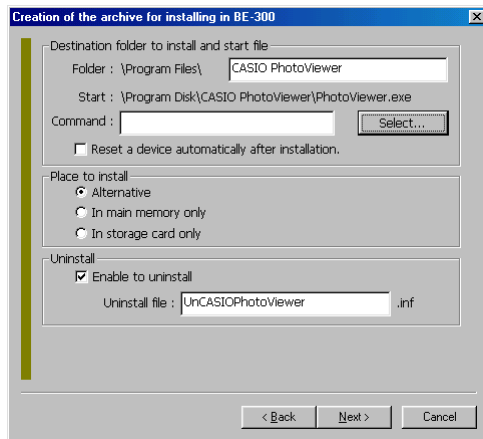 Creation of the archive for installing in BE-300
Destination folder to install and start file
Folder : \Program Files\ CASIO PhotoViewer
Start : \Program Disk\CASIO PhotoViewer\PhotoViewer.exe
Command : Select...
Reset a device automatically after installation.
Place to install
Alternative
In main memory only
In storage card only
Uninstall
Enable to uninstall
Uninstall file : UnCASIOPhotoViewer .inf
< Back Next > Cancel